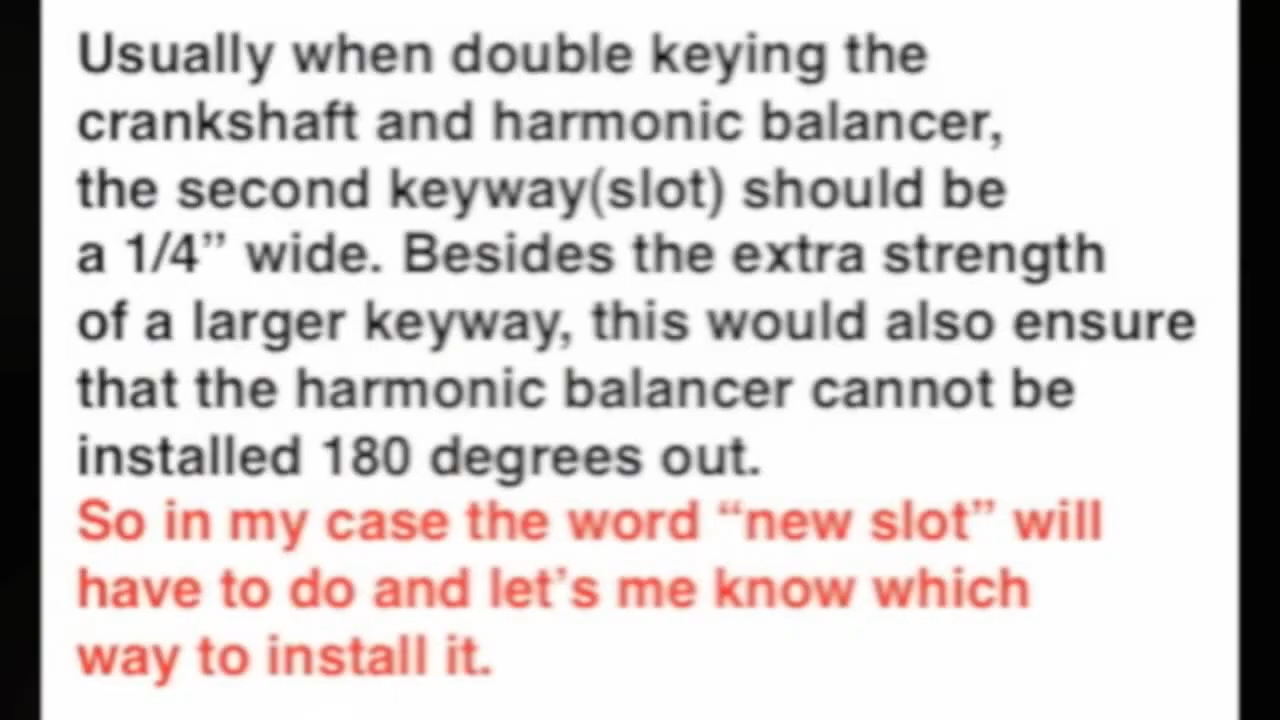 Usually when double keying the
crankshaft and harmonic balancer,
the second keyway(slot) should be
a 1/4” wide. Besides the extra strength
of a larger keyway, this would also ensure
that the harmonic balancer cannot be
installed 180 degrees out.
So in my case the word “new slot” will
have to do and let’s me know which
way to install it.